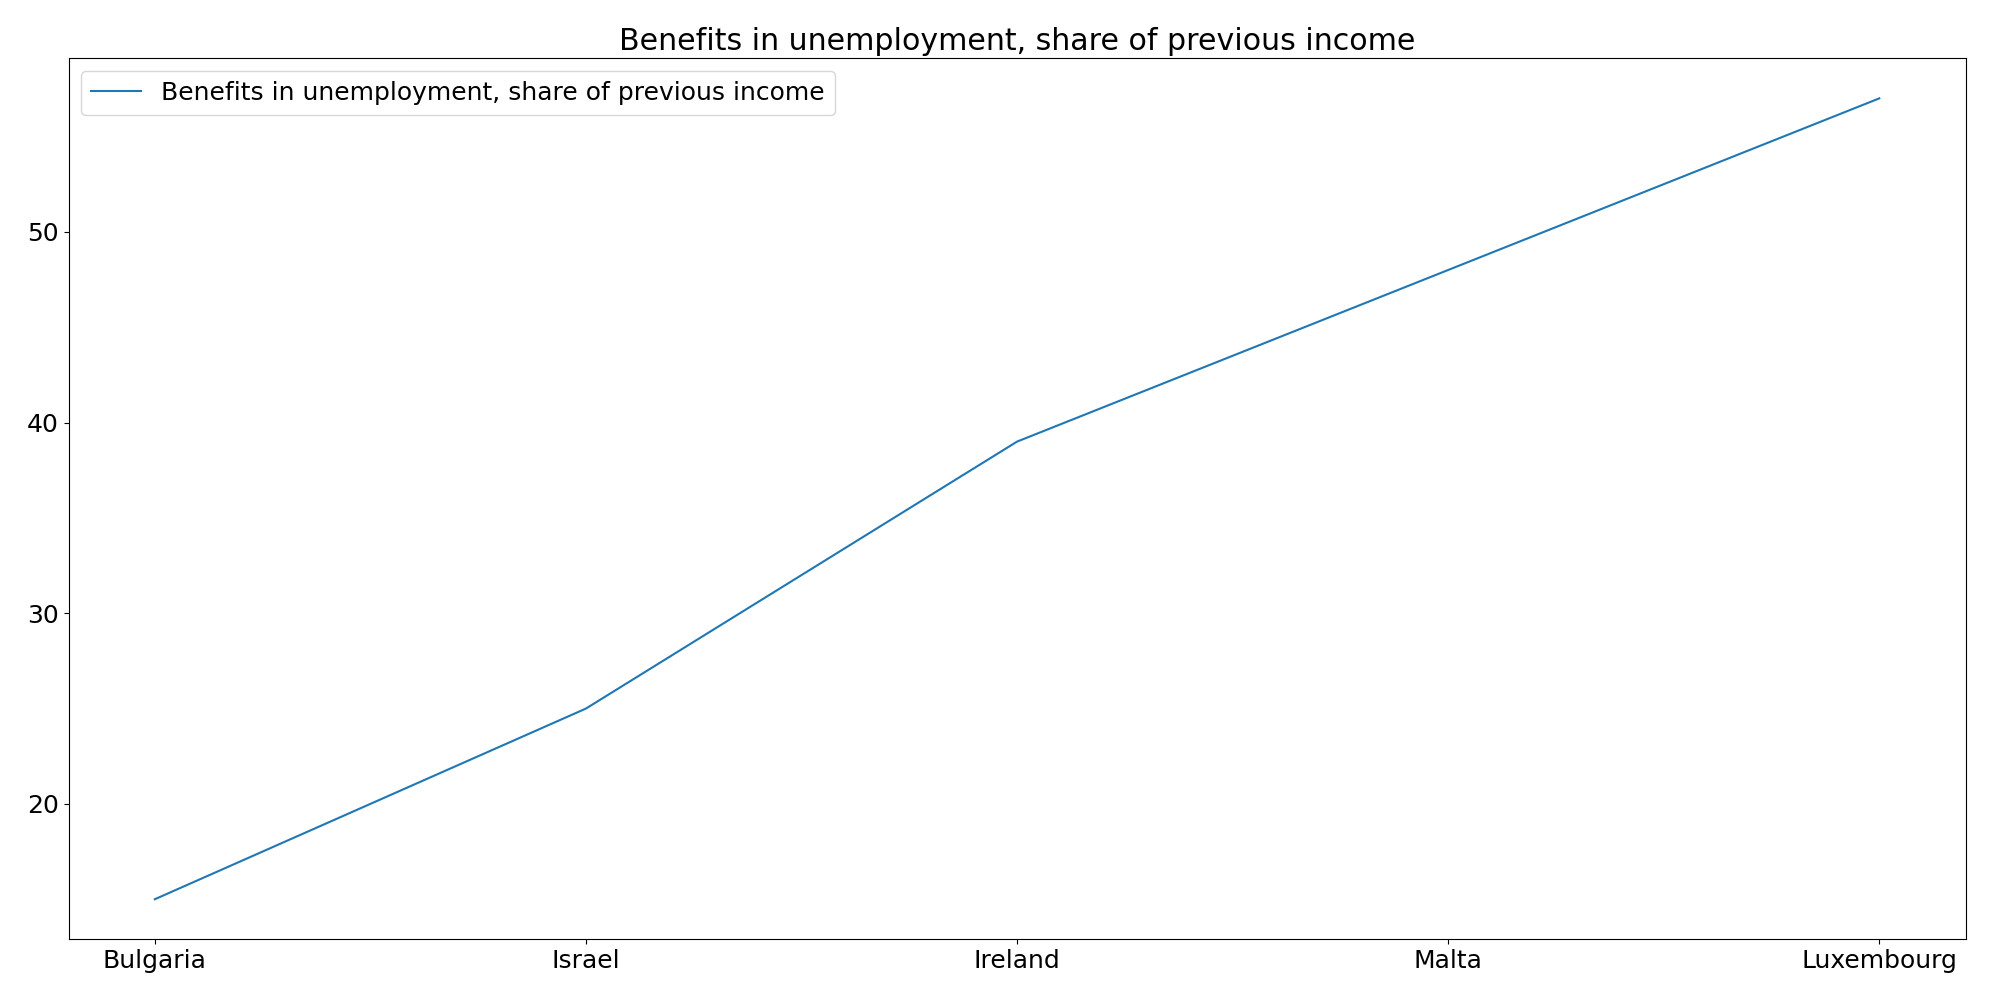 Benefits in unemployment, share of previous income
Benefits in unemployment, share of previous income
50
40
30
20
Bulgaria Israel Ireland Malta Luxembourg